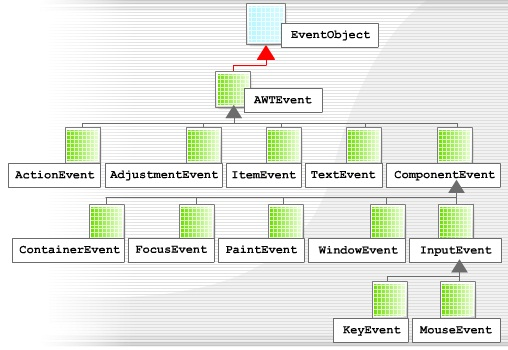 EventObject
AWTEvent
ActionEvent
AdjustmentEvent
ItemEvent
TextEvent
ComponentEvent
ContainerEvent
FocusEvent
PaintEvent
WindowEvent
InputEvent
KeyEvent
MouseEvent